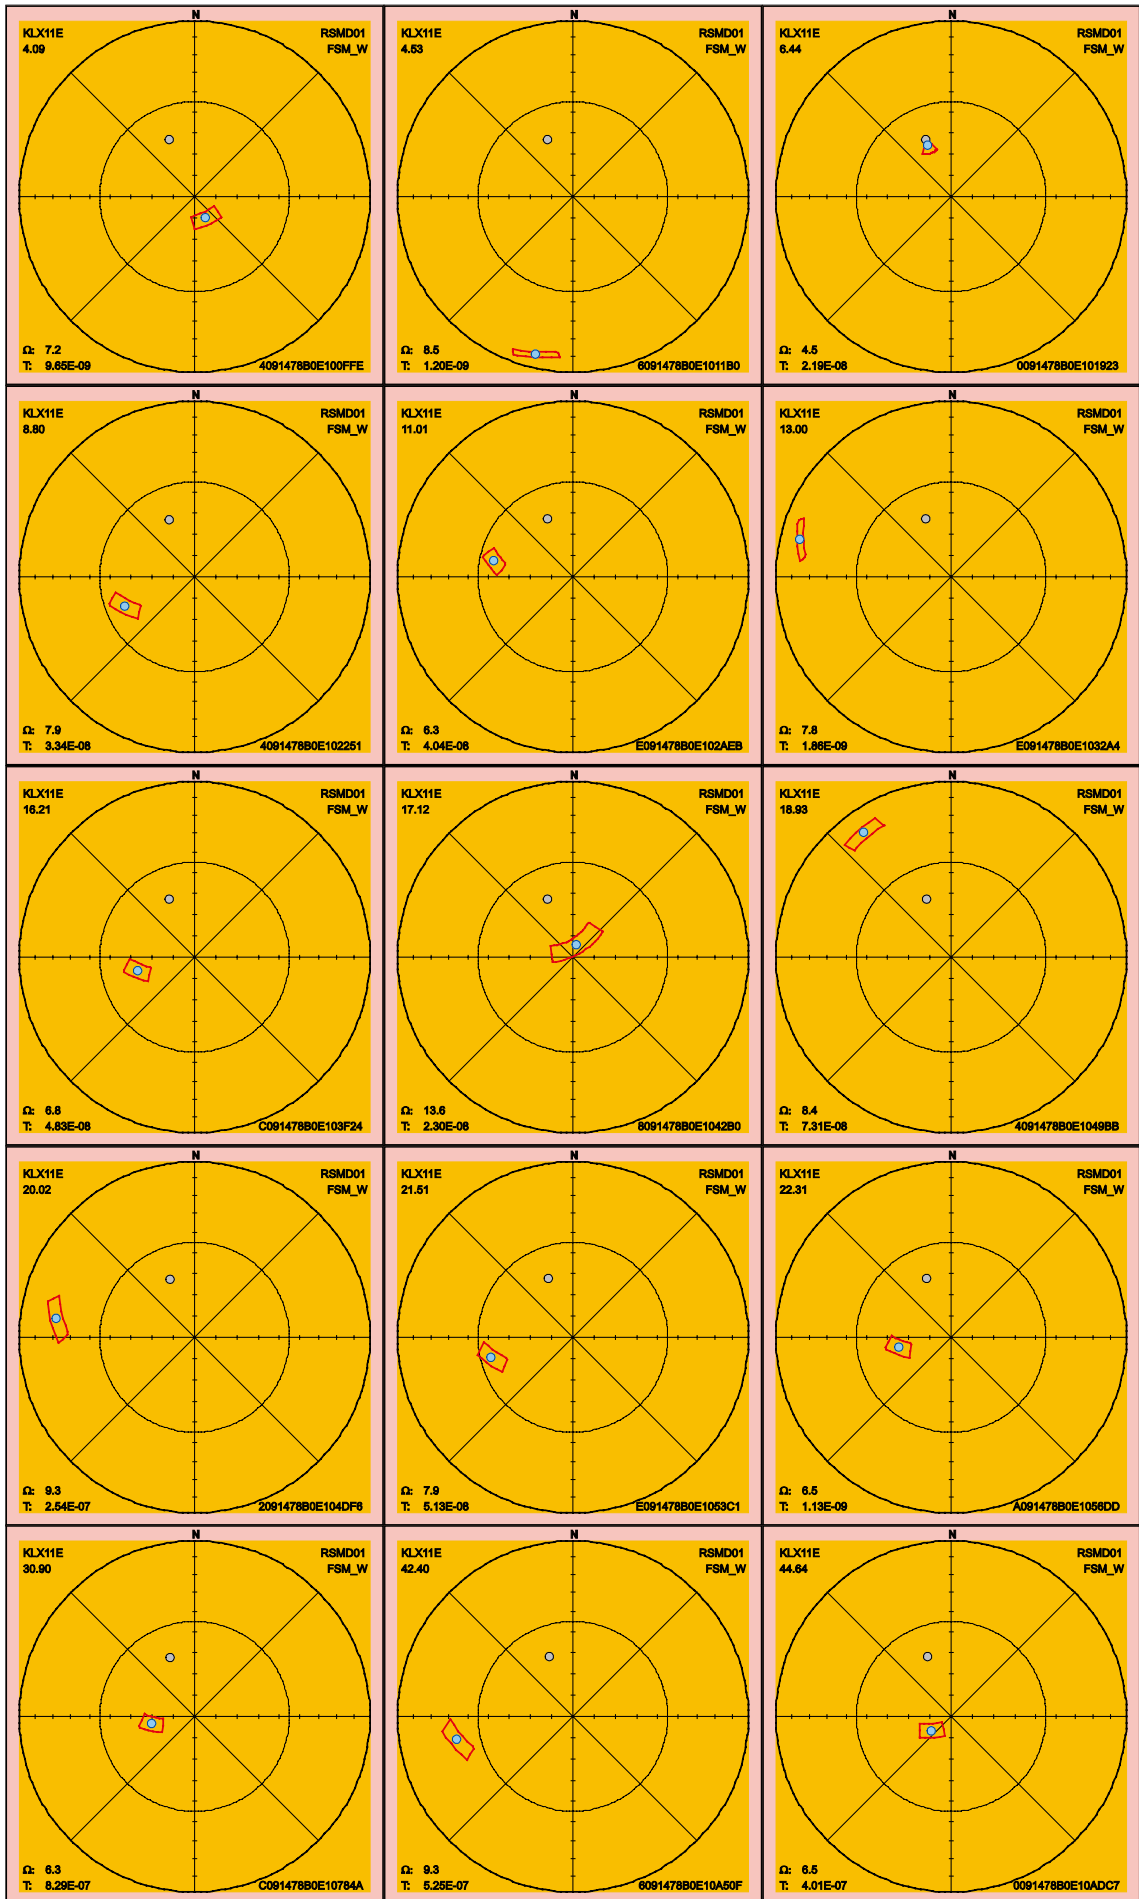 N
KLX11E RSMD01
4.09 FSM_W
Ω: 7.2
T: 9.65E-09 4091478B0E100FFE
N
KLX11E RSMD01
4.53 FSM_W
Ω: 8.5
T: 1.20E-09 6091478B0E1011B0
N
KLX11E RSMD01
6.44 FSM_W
Ω: 4.5
T: 2.19E-08 0091478B0E101923
N
KLX11E RSMD01
8.80 FSM_W
Ω: 7.9
T: 3.34E-08 4091478B0E102251
N
KLX11E RSMD01
11.01 FSM_W
Ω: 6.3
T: 4.04E-08 E091478B0E102AEB
N
KLX11E RSMD01
13.00 FSM_W
Ω: 7.8
T: 1.86E-09 E091478B0E1032A4
N
KLX11E RSMD01
16.21 FSM_W
Ω: 6.8
T: 4.83E-08 C091478B0E103F24
N
KLX11E RSMD01
17.12 FSM_W
Ω: 13.6
T: 2.30E-08 8091478B0E1042B0
N
KLX11E RSMD01
18.93 FSM_W
Ω: 8.4
T: 7.31E-08 4091478B0E1049BB
N
KLX11E RSMD01
20.02 FSM_W
Ω: 9.3
T: 2.54E-07 2091478B0E104DF6
N
KLX11E RSMD01
21.51 FSM_W
Ω: 7.9
T: 5.13E-08 E091478B0E1053C1
N
KLX11E RSMD01
22.31 FSM_W
Ω: 6.5
T: 1.13E-09 A091478B0E1056DD
N
KLX11E RSMD01
30.90 FSM_W
Ω: 6.3
T: 8.29E-07 C091478B0E10784A
N
KLX11E RSMD01
42.40 FSM_W
Ω: 9.3
T: 5.25E-07 6091478B0E10A50F
N
KLX11E RSMD01
44.64 FSM_W
Ω: 6.5
T: 4.01E-07 0091478B0E10ADC7